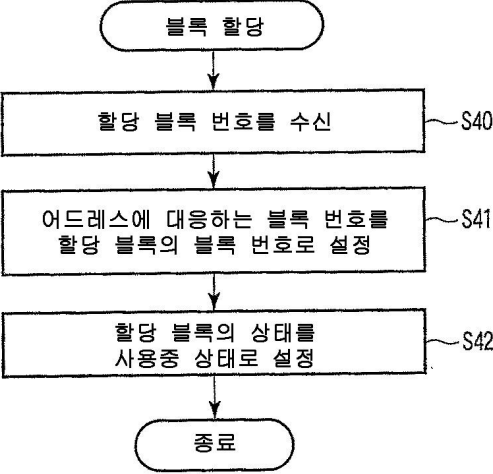 블록 할당
할당 블록 번호를 수신
S40
어드레스에 대응하는 블록 번호를
할당 블록의 블록 번호로 설정
S41
할당 블록의 상태를
사용중 상태로 설정
S42
종료